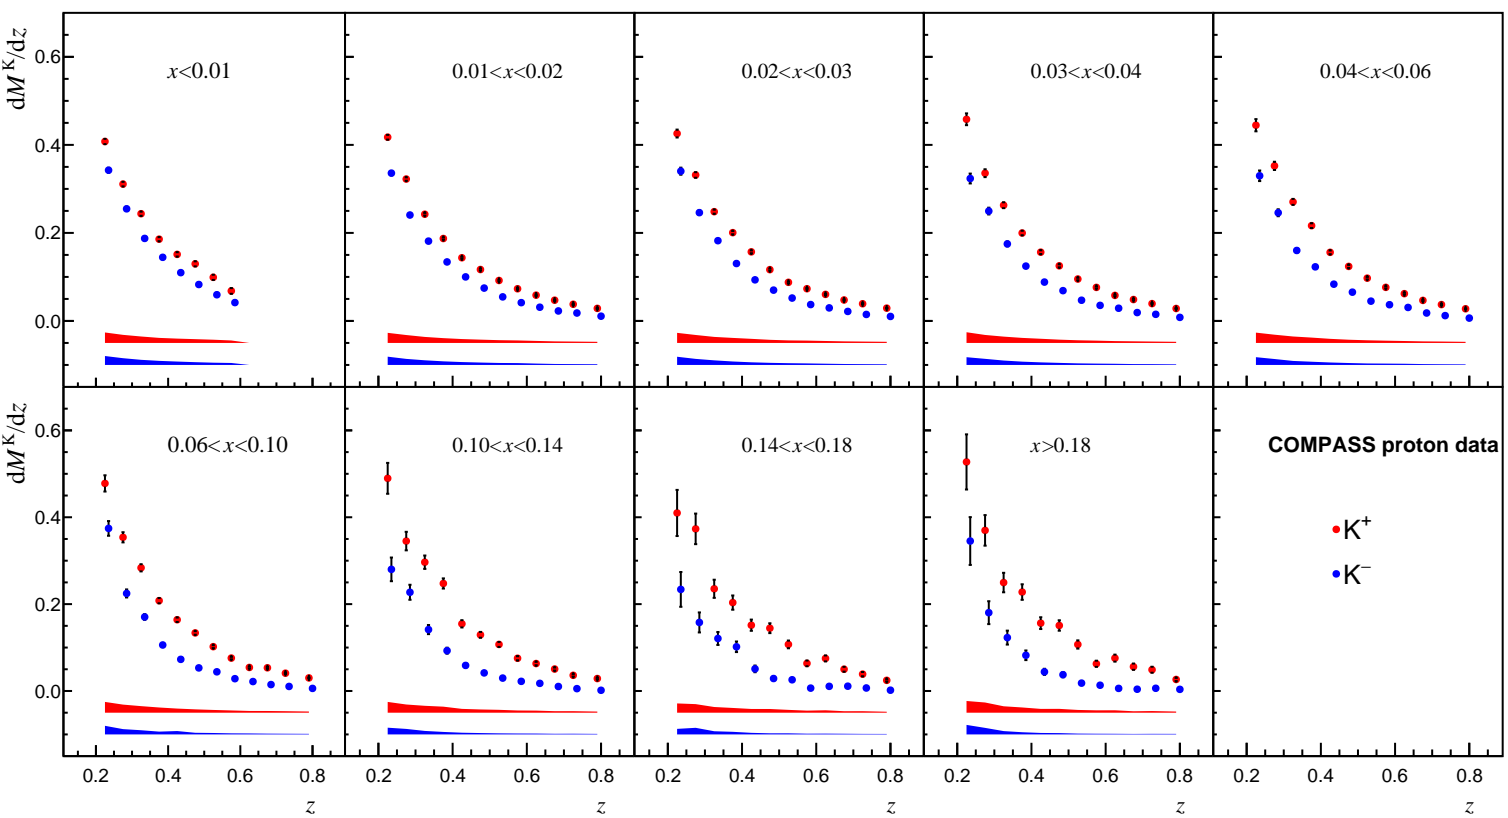 dM^K/dz
0.6
0.4
0.2
0.0
x<0.01
0.01<x<0.02
0.02<x<0.03
0.03<x<0.04
0.04<x<0.06
dM^K/dz
0.6
0.4
0.2
0.0
0.06<x<0.10
0.10<x<0.14
0.14<x<0.18
x>0.18
COMPASS proton data
K⁺
K⁻
0.2 0.4 0.6 0.8 0.2 0.4 0.6 0.8 0.2 0.4 0.6 0.8 0.2 0.4 0.6 0.8 0.2 0.4 0.6 0.8
z z z z z